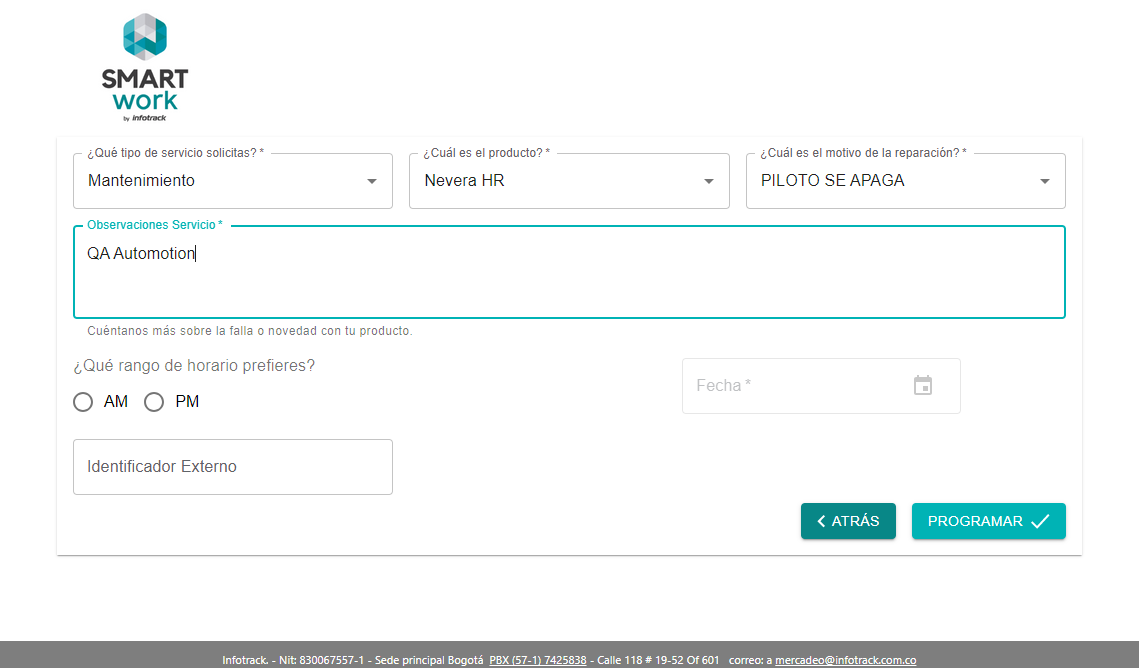 SMART
work
by infotrack
¿Qué tipo de servicio solicitas? * ¿Cuál es el producto? * ¿Cuál es el motivo de la reparación? *
Mantenimiento Nevera HR PILOTO SE APAGA
Observaciones Servicio *
QA Automotion
Cuéntanos más sobre la falla o novedad con tu producto.
¿Qué rango de horario prefieres?
Fecha *
AM PM
Identificador Externo
ATRÁS PROGRAMAR
Infotrack. - Nit: 830067557-1 - Sede principal Bogotá PBX (57-1) 7425838 - Calle 118 # 19-52 Of 601 correo: a mercadeo@infotrack.com.co